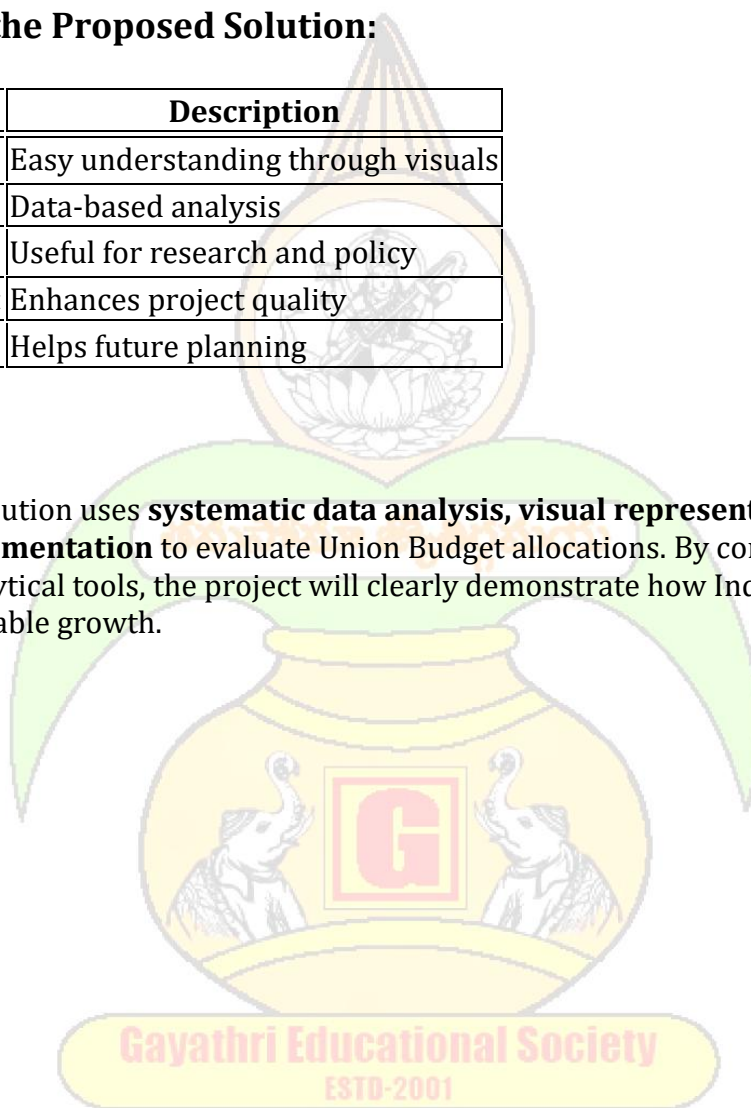 the Proposed Solution:
Description
Easy understanding through visuals
Data-based analysis
Useful for research and policy
Enhances project quality
Helps future planning
ution uses systematic data analysis, visual represent
mentation to evaluate Union Budget allocations. By co
ytical tools, the project will clearly demonstrate how Ind
able growth.
G
Gayathri Educational Society
ESTD-2001